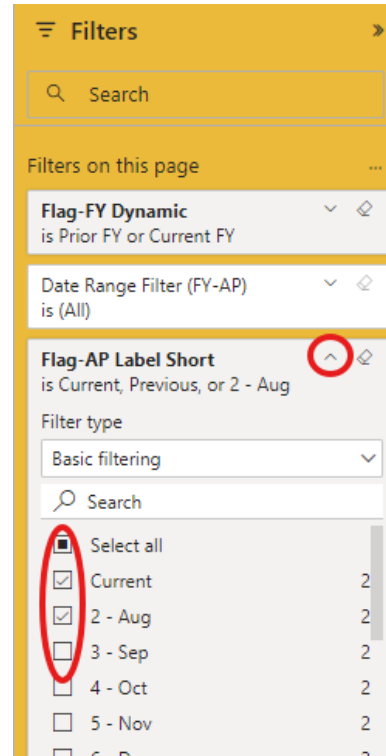 Filters
Search
Filters on this page ...
Flag-FY Dynamic
is Prior FY or Current FY
Date Range Filter (FY-AP)
is (All)
Flag-AP Label Short
is Current, Previous, or 2 - Aug
Filter type
Basic filtering
Search
Select all
Current 2
2 - Aug 2
3 - Sep 2
4 - Oct 2
5 - Nov 2